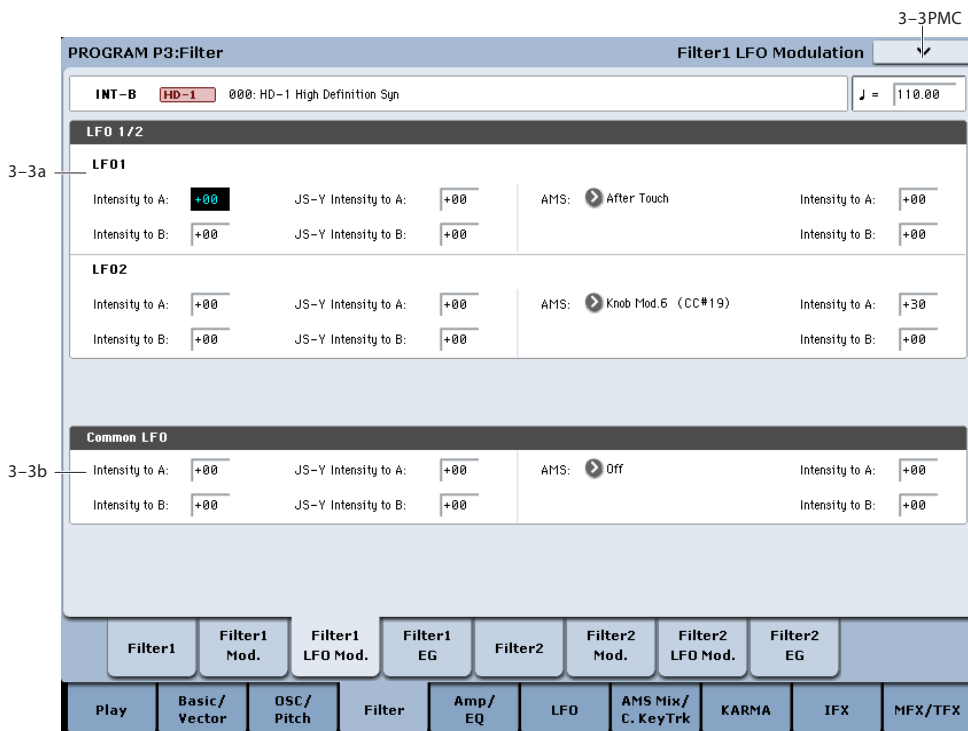 3-3PMC
PROGRAM P3:Filter Filter1 LFO Modulation
INT-B HD-1 000: HD-1 High Definition Syn ♩ = 110.00
LFO 1/2
3-3a
LFO1
Intensity to A: +00 JS-Y Intensity to A: +00 AMS: After Touch Intensity to A: +00
Intensity to B: +00 JS-Y Intensity to B: +00 Intensity to B: +00
LFO2
Intensity to A: +00 JS-Y Intensity to A: +00 AMS: Knob Mod.6 (CC#19) Intensity to A: +30
Intensity to B: +00 JS-Y Intensity to B: +00 Intensity to B: +00
Common LFO
3-3b
Intensity to A: +00 JS-Y Intensity to A: +00 AMS: Off Intensity to A: +00
Intensity to B: +00 JS-Y Intensity to B: +00 Intensity to B: +00
Filter1
Filter1
Mod.
Filter1
LFO Mod.
Filter1
EG
Filter2
Filter2
Mod.
Filter2
LFO Mod.
Filter2
EG
Play
Basic/
Vector
OSC/
Pitch
Filter
Amp/
EQ
LFO
AMS Mix/
C. KeyTrk
KARMA
IFX
MFX/TFX